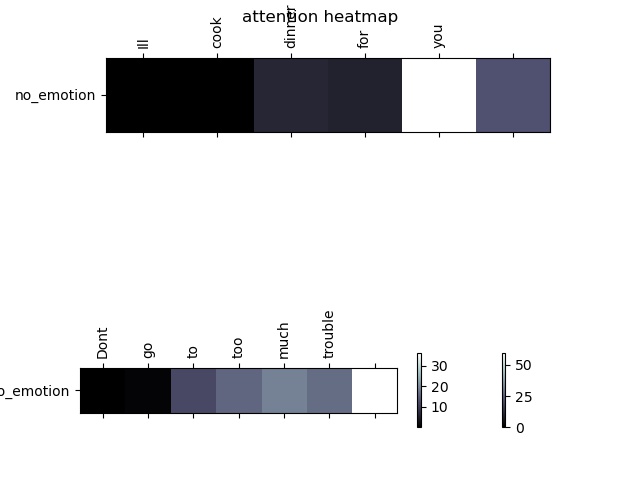 attention heatmap
Ill cook dinner for you
no_emotion
Dont go to too much trouble
o_emotion
30
20
10
50
25
0